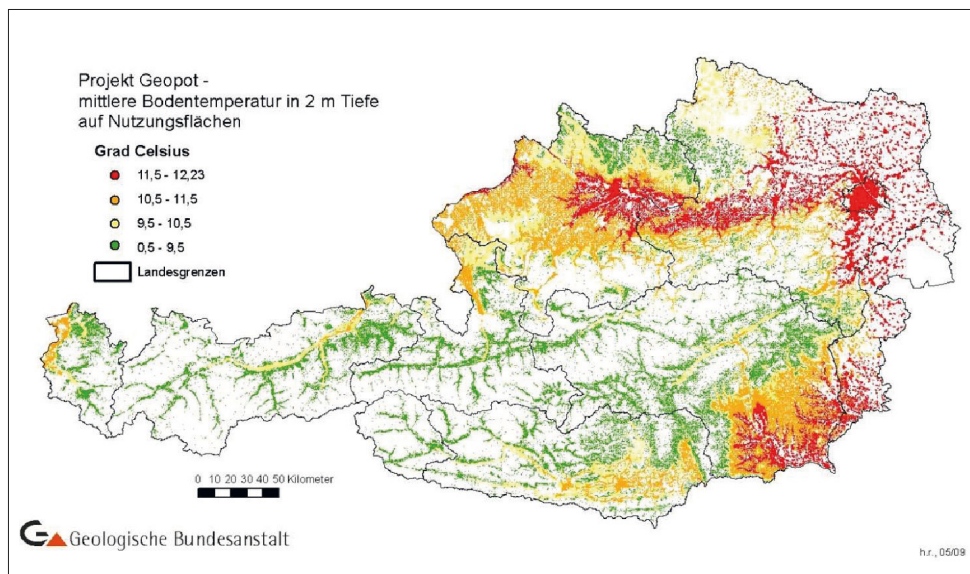 Projekt Geopot -
mittlere Bodentemperatur in 2 m Tiefe
auf Nutzungsflächen
Grad Celsius
11,5 - 12,23
10,5 - 11,5
9,5 - 10,5
0,5 - 9,5
Landesgrenzen
0 10 20 30 40 50 Kilometer
Geologische Bundesanstalt
h.r., 05/09